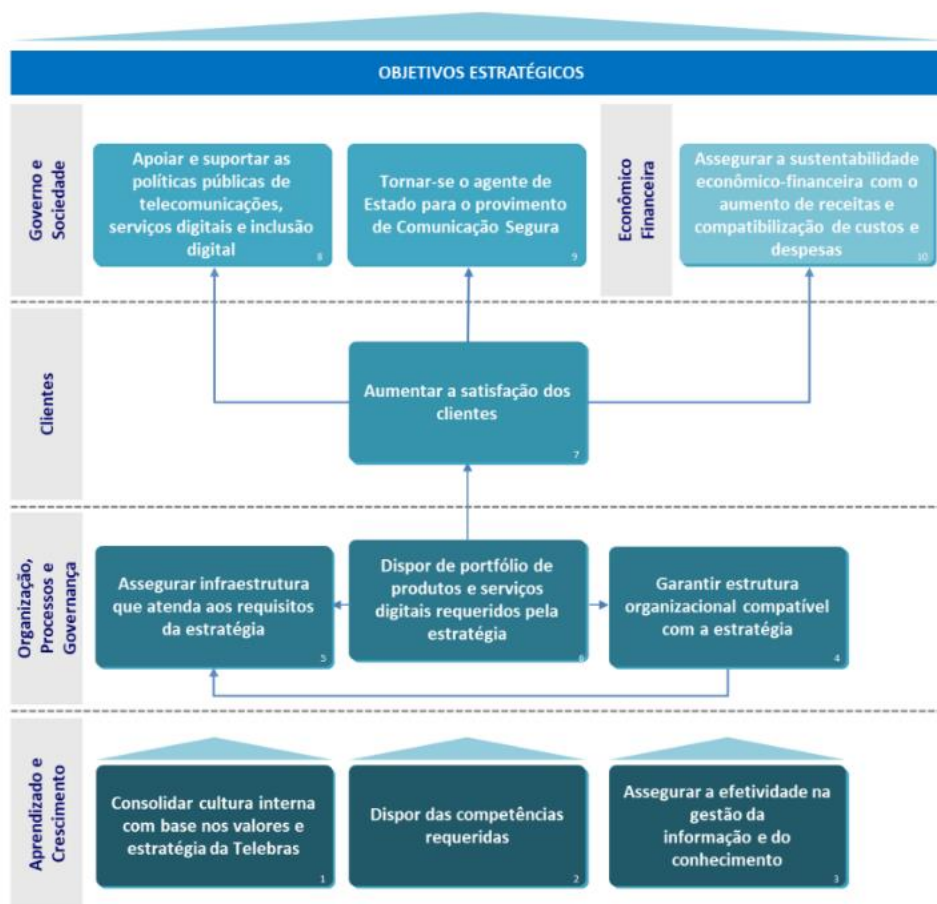 OBJETIVOS ESTRATÉGICOS
Governo e
Sociedade
Apoiar e suportar as
políticas públicas de
telecomunicações,
serviços digitais e inclusão
digital
8
Tornar-se o agente de
Estado para o provimento
de Comunicação Segura
9
Econômico
Financeira
Assegurar a sustentabilidade
econômico-financeira com o
aumento de receitas e
compatibilização de custos e
despesas
10
Clientes
Aumentar a satisfação dos
clientes
7
Organização,
Processos e
Governança
Assegurar infraestrutura
que atenda aos requisitos
da estratégia
5
Dispor de portfólio de
produtos e serviços
digitais requeridos pela
estratégia
6
Garantir estrutura
organizacional compatível
com a estratégia
4
Aprendizado e
Crescimento
Consolidar cultura interna
com base nos valores e
estratégia da Telebras
1
Dispor das competências
requeridas
2
Assegurar a efetividade na
gestão da
informação e do
conhecimento
3